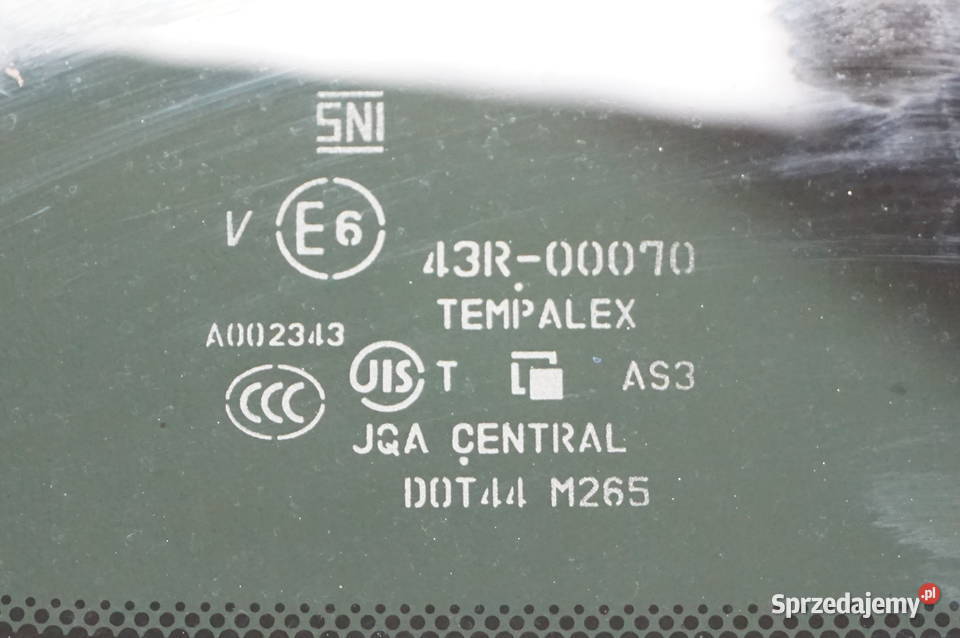 SNI
V E6
43R-00070
TEMPALEX
A002343
CCC JIS T AS3
JQA CENTRAL
DOT44 M265
Sprzedajemy.pl